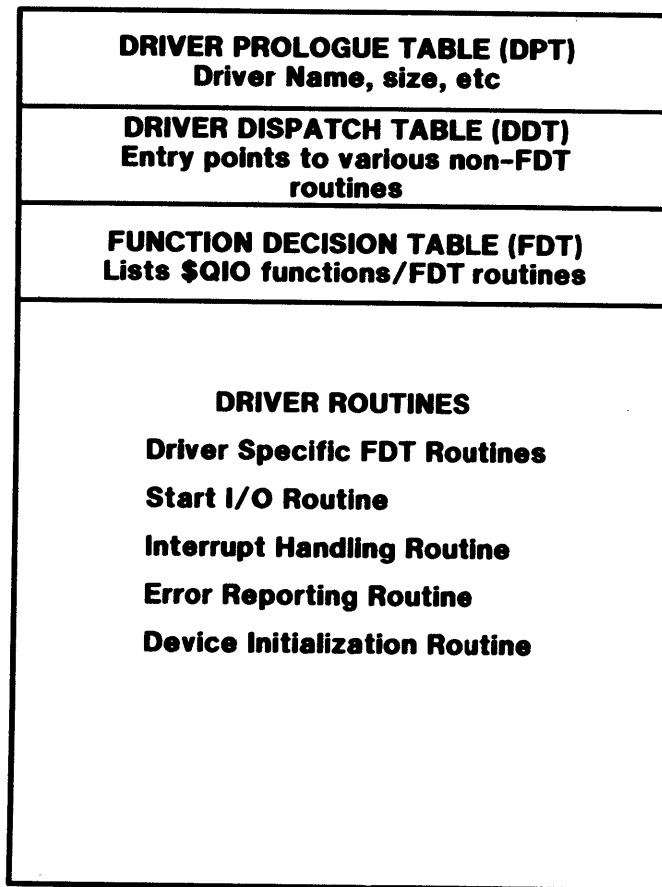 DRIVER PROLOGUE TABLE (DPT)
Driver Name, size, etc
DRIVER DISPATCH TABLE (DDT)
Entry points to various non-FDT
routines
FUNCTION DECISION TABLE (FDT)
Lists $QIO functions/FDT routines
DRIVER ROUTINES
Driver Specific FDT Routines
Start I/O Routine
Interrupt Handling Routine
Error Reporting Routine
Device Initialization Routine